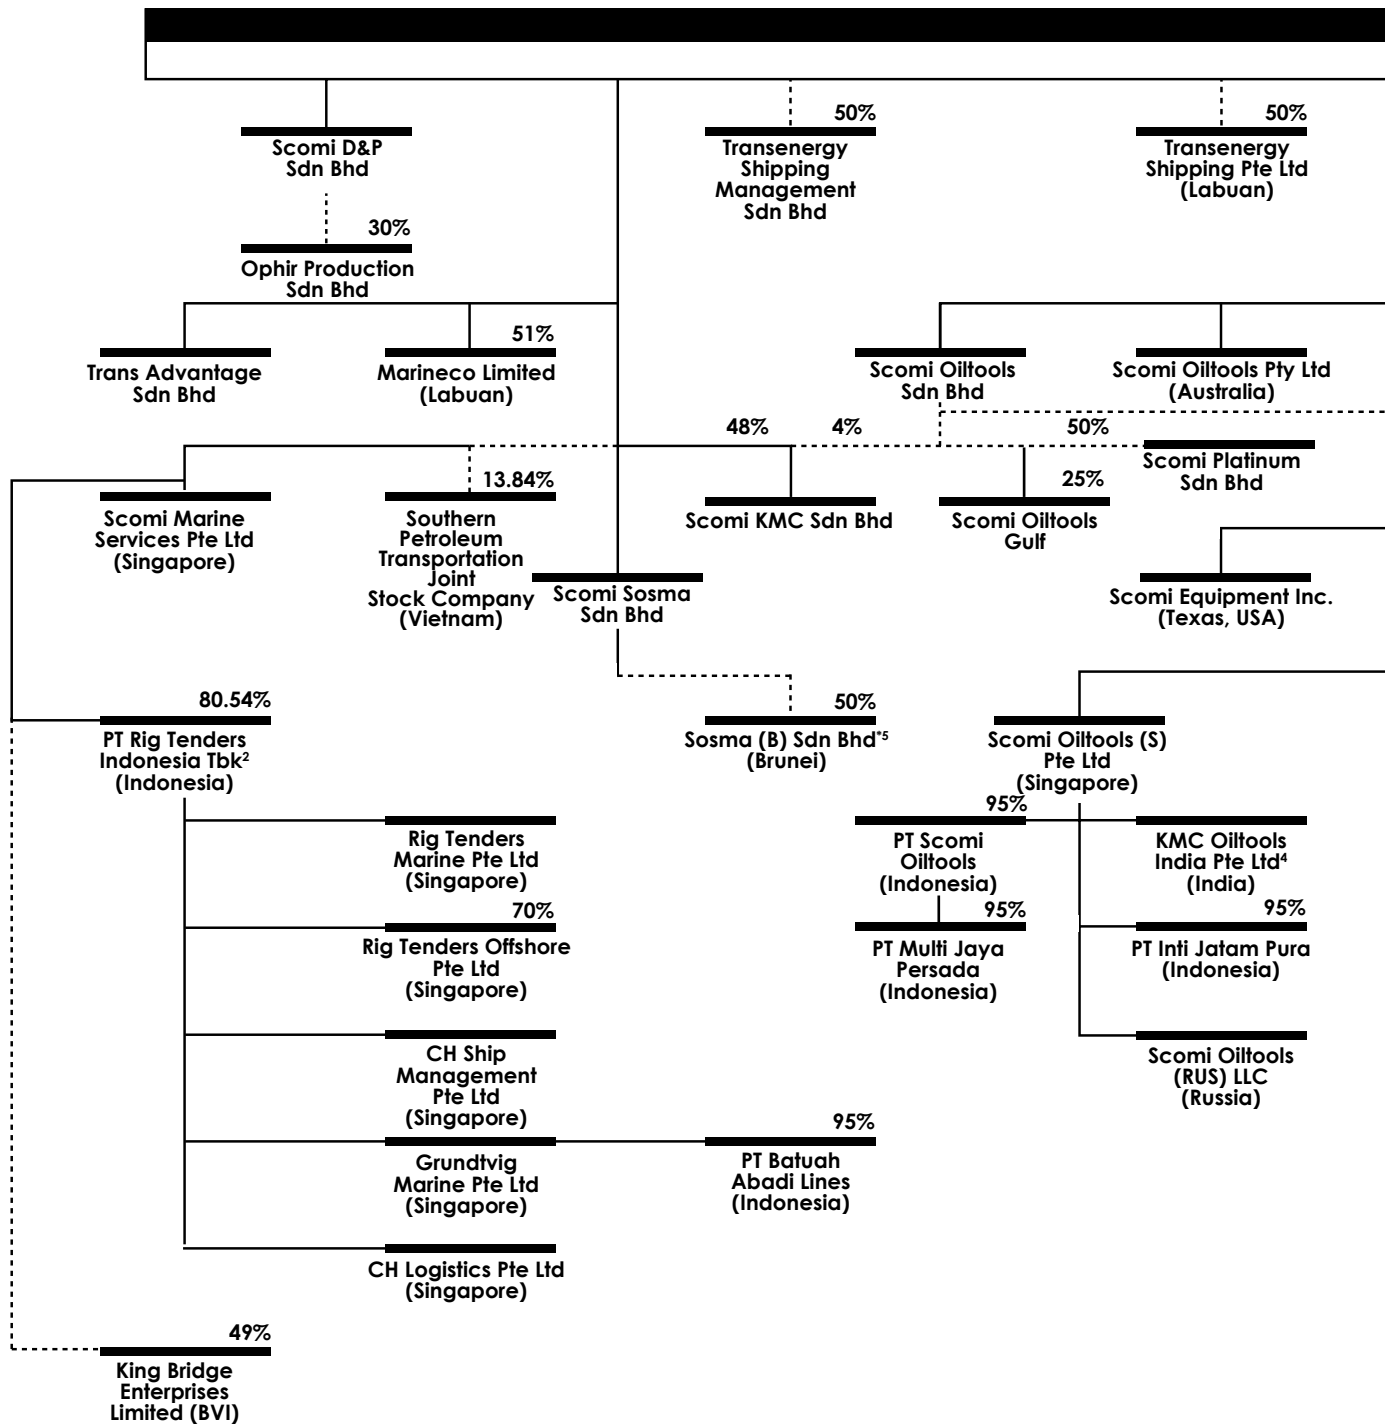 50%
50%
Scomi D&P
Sdn Bhd
Transenergy
Shipping
Management
Sdn Bhd
Transenergy
Shipping Pte Ltd
(Labuan)
30%
Ophir Production
Sdn Bhd
51%
Trans Advantage
Sdn Bhd
Marineco Limited
(Labuan)
Scomi Oiltools
Sdn Bhd
Scomi Oiltools Pty Ltd
(Australia)
48%
4%
50%
Scomi Platinum
Sdn Bhd
13.84%
25%
Scomi Marine
Services Pte Ltd
(Singapore)
Southern
Petroleum
Transportation
Joint
Stock Company
(Vietnam)
Scomi KMC Sdn Bhd
Scomi Oiltools
Gulf
Scomi Sosma
Sdn Bhd
Scomi Equipment Inc.
(Texas, USA)
80.54%
50%
PT Rig Tenders
Indonesia Tbk²
(Indonesia)
Sosma (B) Sdn Bhd*⁵
(Brunei)
Scomi Oiltools (S)
Pte Ltd
(Singapore)
95%
Rig Tenders
Marine Pte Ltd
(Singapore)
PT Scomi
Oiltools
(Indonesia)
KMC Oiltools
India Pte Ltd⁴
(India)
70%
95%
95%
Rig Tenders Offshore
Pte Ltd
(Singapore)
PT Multi Jaya
Persada
(Indonesia)
PT Inti Jatam Pura
(Indonesia)
CH Ship
Management
Pte Ltd
(Singapore)
Scomi Oiltools
(RUS) LLC
(Russia)
95%
Grundtvig
Marine Pte Ltd
(Singapore)
PT Batuah
Abadi Lines
(Indonesia)
CH Logistics Pte Ltd
(Singapore)
49%
King Bridge
Enterprises
Limited (BVI)